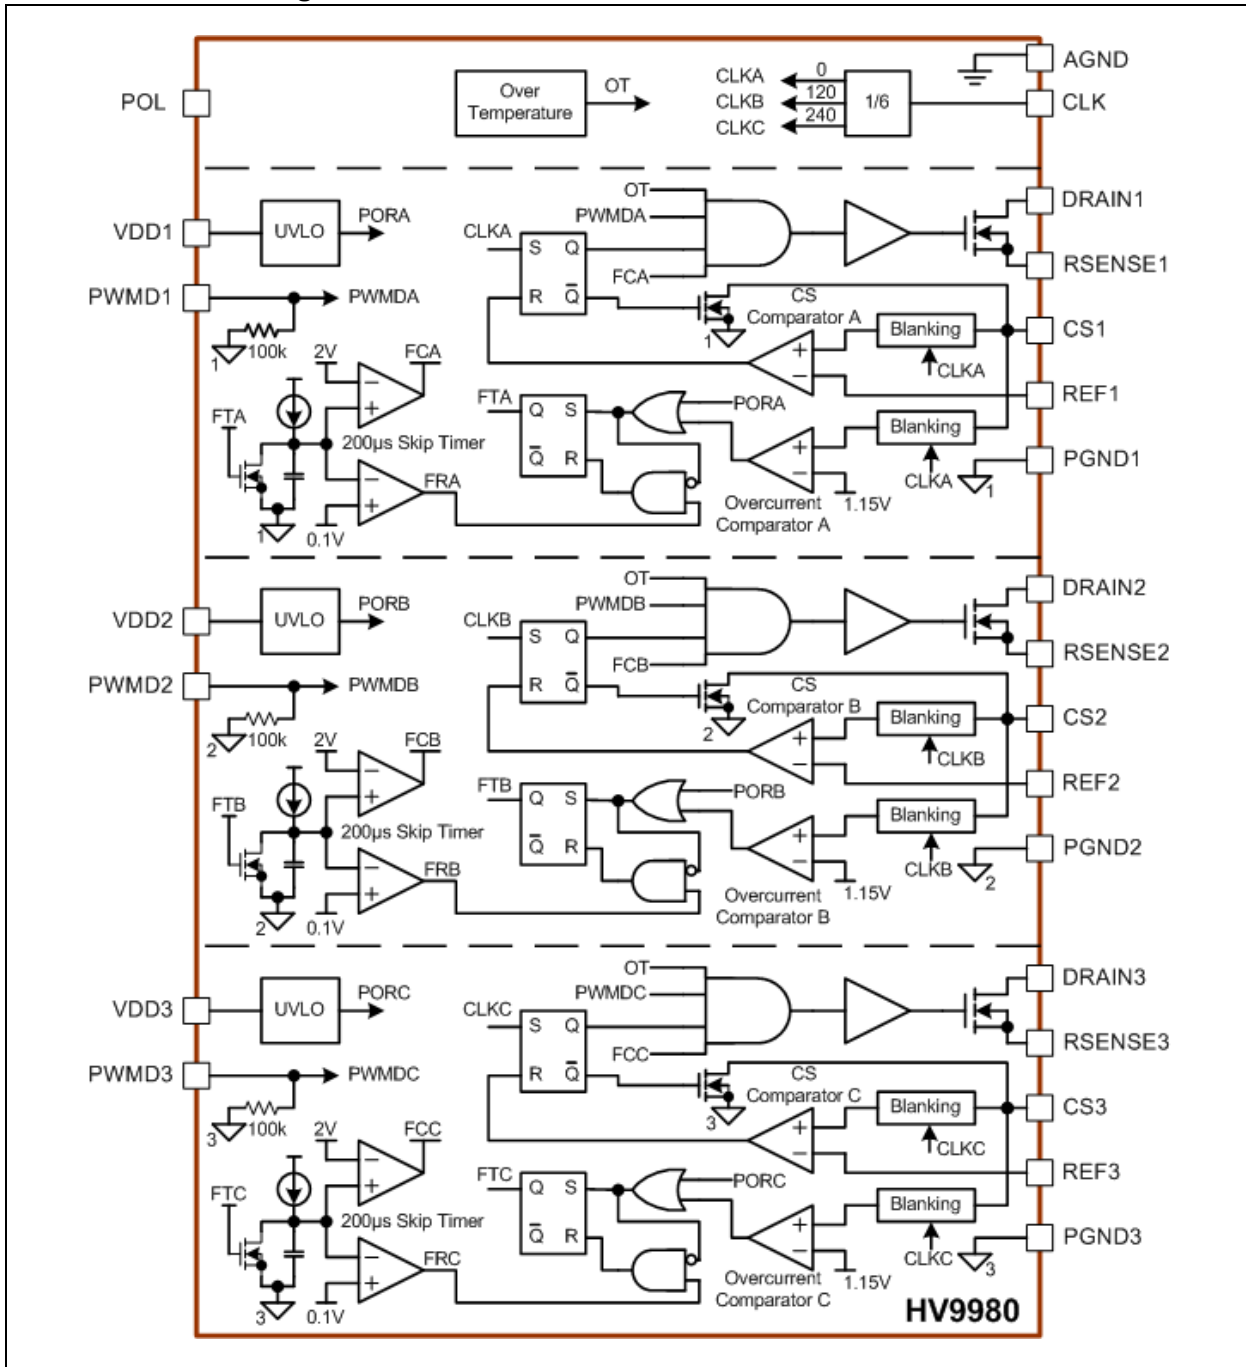 AGND
POL
Over
Temperature
OT
CLKA
0
CLKB
120
CLKC
240
1/6
CLK
OT
DRAIN1
PWMDA
VDD1
UVLO
PORA
CLKA
S
Q
FCA
RSENSE1
PWMD1
PWMDA
R
Q
1
CS
Comparator A
Blanking
CS1
CLKA
1
100k
2V
FCA
+
−
REF1
FTA
FTA
Q
S
PORA
Blanking
200µs Skip Timer
Q
R
+
−
PGND1
CLKA
1
FRA
1.15V
1
0.1V
Overcurrent
Comparator A
−
+
−
+
OT
DRAIN2
PWMDB
VDD2
UVLO
PORB
CLKB
S
Q
FCB
RSENSE2
PWMD2
PWMDB
R
Q
2
CS
Comparator B
Blanking
CS2
CLKB
2
100k
2V
FCB
+
−
REF2
FTB
FTB
Q
S
PORB
Blanking
200µs Skip Timer
Q
R
+
−
PGND2
CLKB
2
FRB
1.15V
2
0.1V
Overcurrent
Comparator B
−
+
−
+
OT
DRAIN3
PWMDC
VDD3
UVLO
PORC
CLKC
S
Q
FCC
RSENSE3
PWMD3
PWMDC
R
Q
3
CS
Comparator C
Blanking
CS3
CLKC
3
100k
2V
FCC
+
−
REF3
FTC
FTC
Q
S
PORC
Blanking
200µs Skip Timer
Q
R
+
−
PGND3
CLKC
3
FRC
1.15V
3
0.1V
Overcurrent
Comparator C
−
+
−
+
HV9980